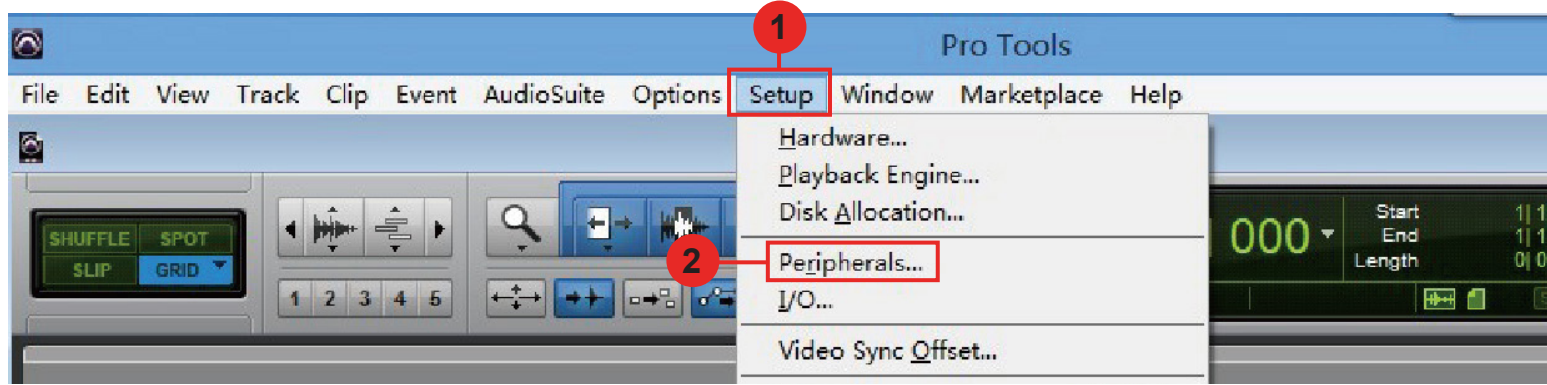 1
Pro Tools
File Edit View Track Clip Event AudioSuite Options Setup Window Marketplace Help
Hardware...
Playback Engine...
Disk Allocation...
SHUFFLE SPOT
SLIP GRID
000
Start
End
Length
2
Peripherals...
1 2 3 4 5
I/O...
Video Sync Offset...